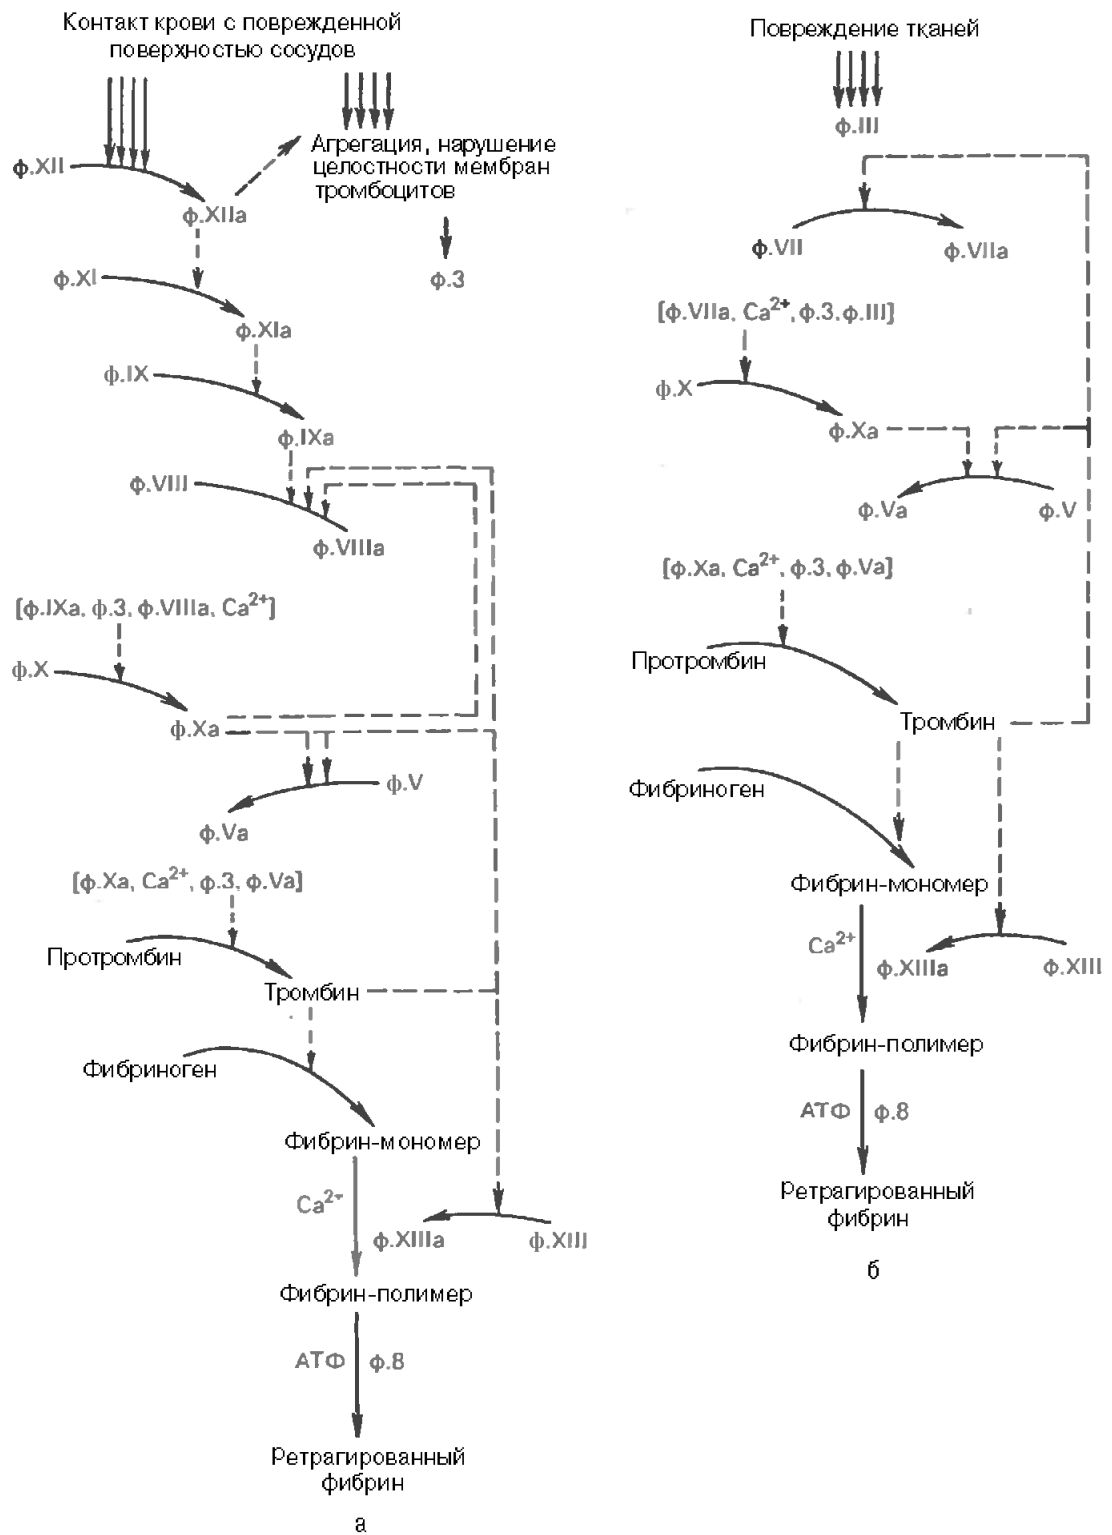 Контакт крови с поврежденной
поверхностью сосудов
ф.XII
Агрегация, нарушение
целостности мембран
тромбоцитов
ф.XIIa
ф.3
ф.XI
ф.XIa
ф.IX
ф.IXa
ф.VIII
ф.VIIIa
[ф.IXa, ф.3, ф.VIIIa, Ca²⁺]
ф.X
ф.Xa
ф.V
ф.Va
[ф.Xa, Ca²⁺, ф.3, ф.Va]
Протромбин
Тромбин
Фибриноген
Фибрин-мономер
Ca²⁺
ф.XIIIa
ф.XIII
Фибрин-полимер
АТФ
ф.8
Ретрагированный
фибрин
а
Повреждение тканей
ф.III
ф.VII
ф.VIIa
[ф.VIIa, Ca²⁺, ф.3, ф.III]
ф.X
ф.Xa
ф.Va
ф.V
[ф.Xa, Ca²⁺, ф.3, ф.Va]
Протромбин
Тромбин
Фибриноген
Фибрин-мономер
Ca²⁺
ф.XIIIa
ф.XIII
Фибрин-полимер
АТФ
ф.8
Ретрагированный
фибрин
б